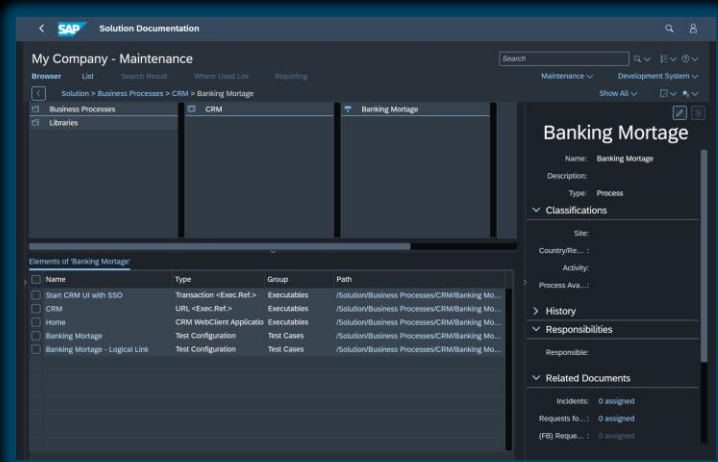 SAP Solution Documentation
My Company - Maintenance
Search
Browser List Search Result Where Used List Reporting
Maintenance Development System
Solution > Business Processes > CRM > Banking Mortage
Show All
Business Processes
Libraries
CRM
Banking Mortage
Elements of 'Banking Mortage'
Name Type Group Path
Start CRM UI with SSO Transaction <Exec.Ref.> Executables /Solution/Business Processes/CRM/Banking Mo...
CRM URL <Exec.Ref.> Executables /Solution/Business Processes/CRM/Banking Mo...
Home CRM WebClient Applicatio Executables /Solution/Business Processes/CRM/Banking Mo...
Banking Mortage Test Configuration Test Cases /Solution/Business Processes/CRM/Banking Mo...
Banking Mortage - Logical Link Test Configuration Test Cases /Solution/Business Processes/CRM/Banking Mo...
Banking Mortage
Name: Banking Mortage
Description:
Type: Process
Classifications
Site:
Country/Re... :
Activity:
Process Ava...:
History
Responsibilities
Responsible:
Related Documents
Incidents: 0 assigned
Requests fo... : 0 assigned
(FB) Reque... : 0 assigned